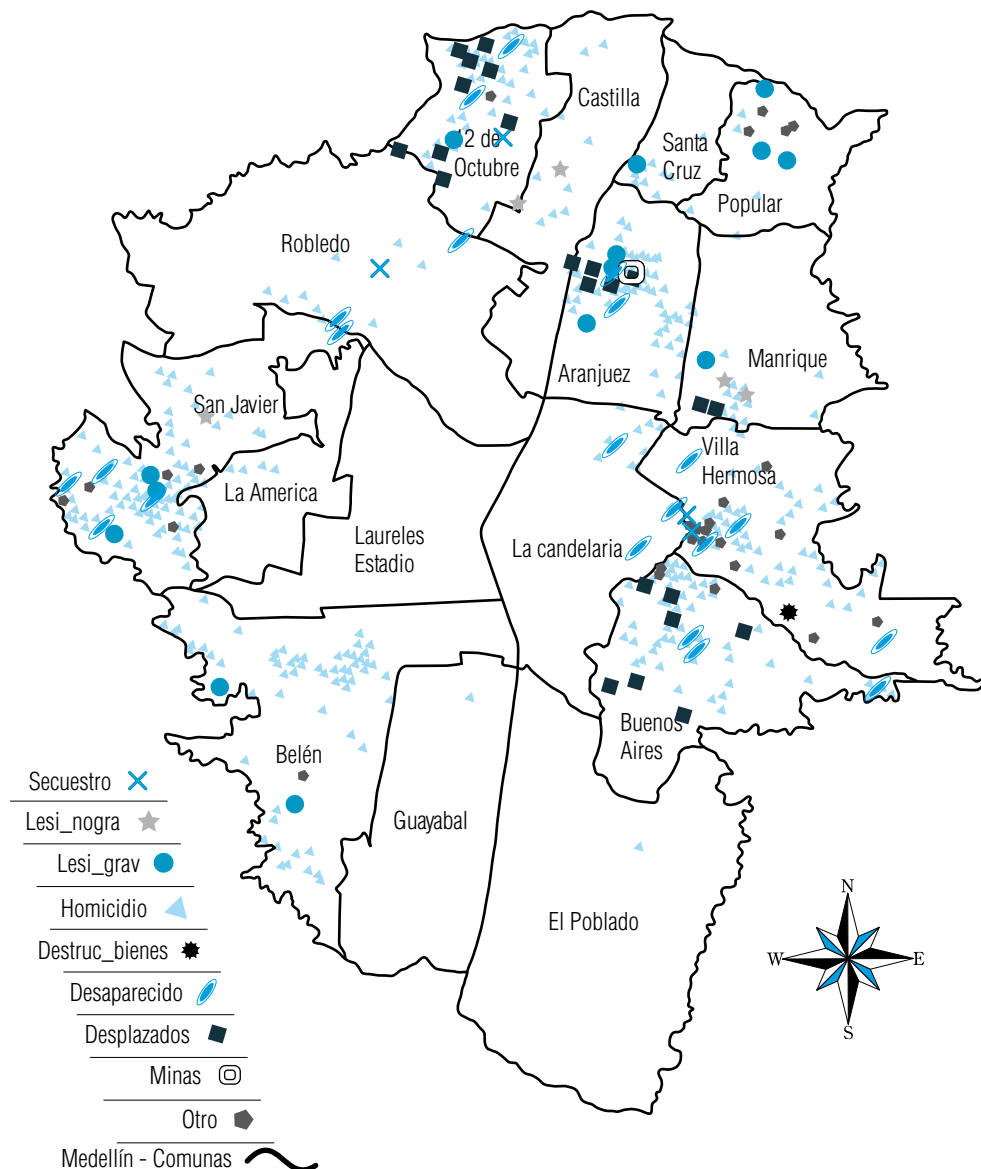 Castilla
12 de
Octubre
Santa
Cruz
Popular
Robledo
Aranjuez
Manrique
San Javier
Villa
Hermosa
La America
Laureles
Estadio
La candelaria
Buenos
Aires
Belén
Guayabal
El Poblado
Secuestro
Lesi_nogra
Lesi_grav
Homicidio
Destruc_bienes
Desaparecido
Desplazados
Minas
Otro
Medellín - Comunas
N
W
E
S